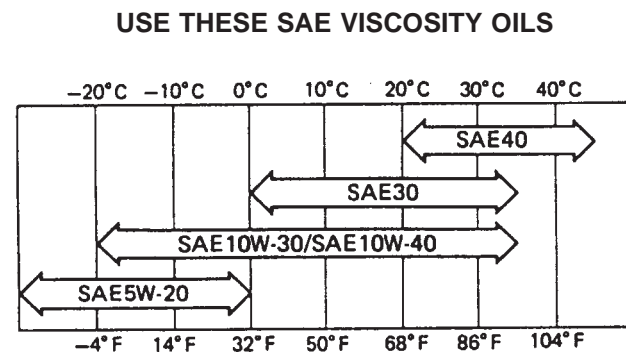 USE THESE SAE VISCOSITY OILS
–20°C –10°C 0°C 10°C 20°C 30°C 40°C
SAE40
SAE30
SAE10W-30/SAE10W-40
SAE5W-20
–4°F 14°F 32°F 50°F 68°F 86°F 104°F